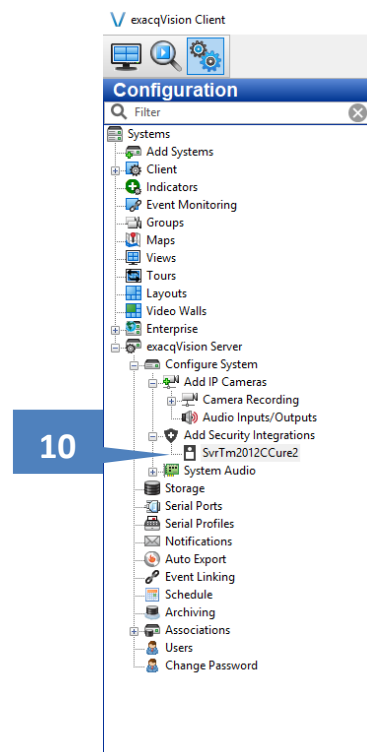 exacqVision Client
Configuration
Filter
Systems
Add Systems
Client
Indicators
Event Monitoring
Groups
Maps
Views
Tours
Layouts
Video Walls
Enterprise
exacqVision Server
Configure System
Add IP Cameras
Camera Recording
Audio Inputs/Outputs
Add Security Integrations
10
SvrTm2012CCure2
System Audio
Storage
Serial Ports
Serial Profiles
Notifications
Auto Export
Event Linking
Schedule
Archiving
Associations
Users
Change Password